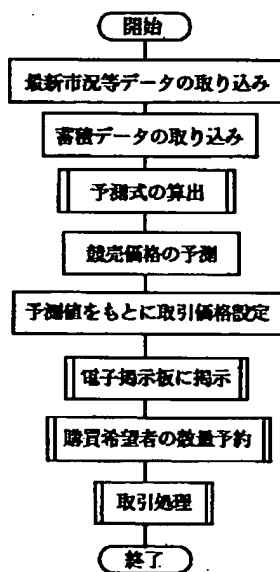 開始
最新市況等データの取り込み
蓄積データの取り込み
予測式の算出
競売価格の予測
予測値をもとに取引価格設定
電子掲示板に掲示
購買希望者の数量予約
取引処理
終了